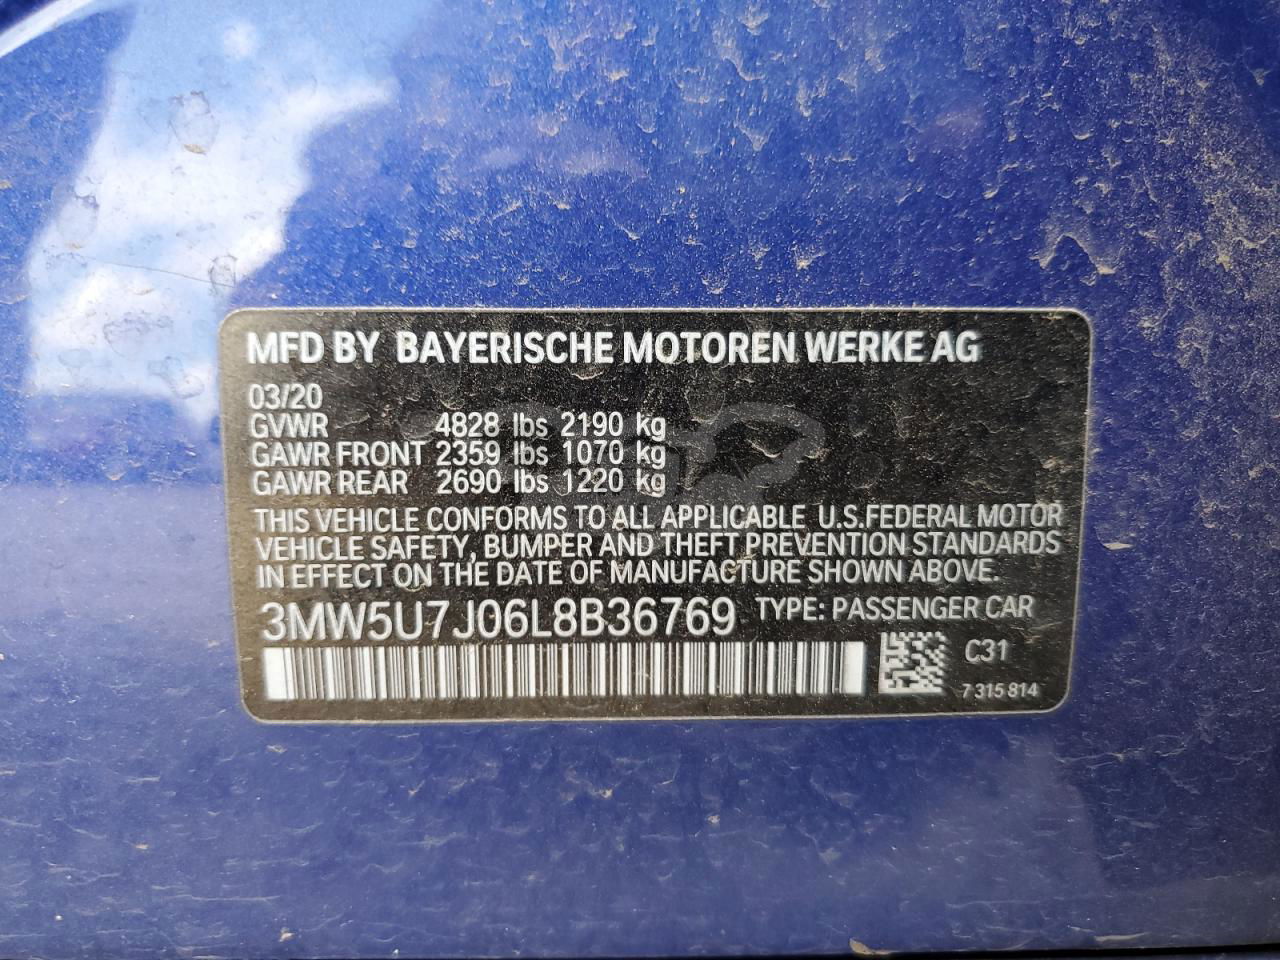 MFD BY BAYERISCHE MOTOREN WERKE AG
03/20
GVWR 4828 lbs 2190 kg
GAWR FRONT 2359 lbs 1070 kg
GAWR REAR 2690 lbs 1220 kg
THIS VEHICLE CONFORMS TO ALL APPLICABLE U.S.FEDERAL MOTOR
VEHICLE SAFETY, BUMPER AND THEFT PREVENTION STANDARDS
IN EFFECT ON THE DATE OF MANUFACTURE SHOWN ABOVE.
3MW5U7J06L8B36769 TYPE: PASSENGER CAR
C31
7 315 814